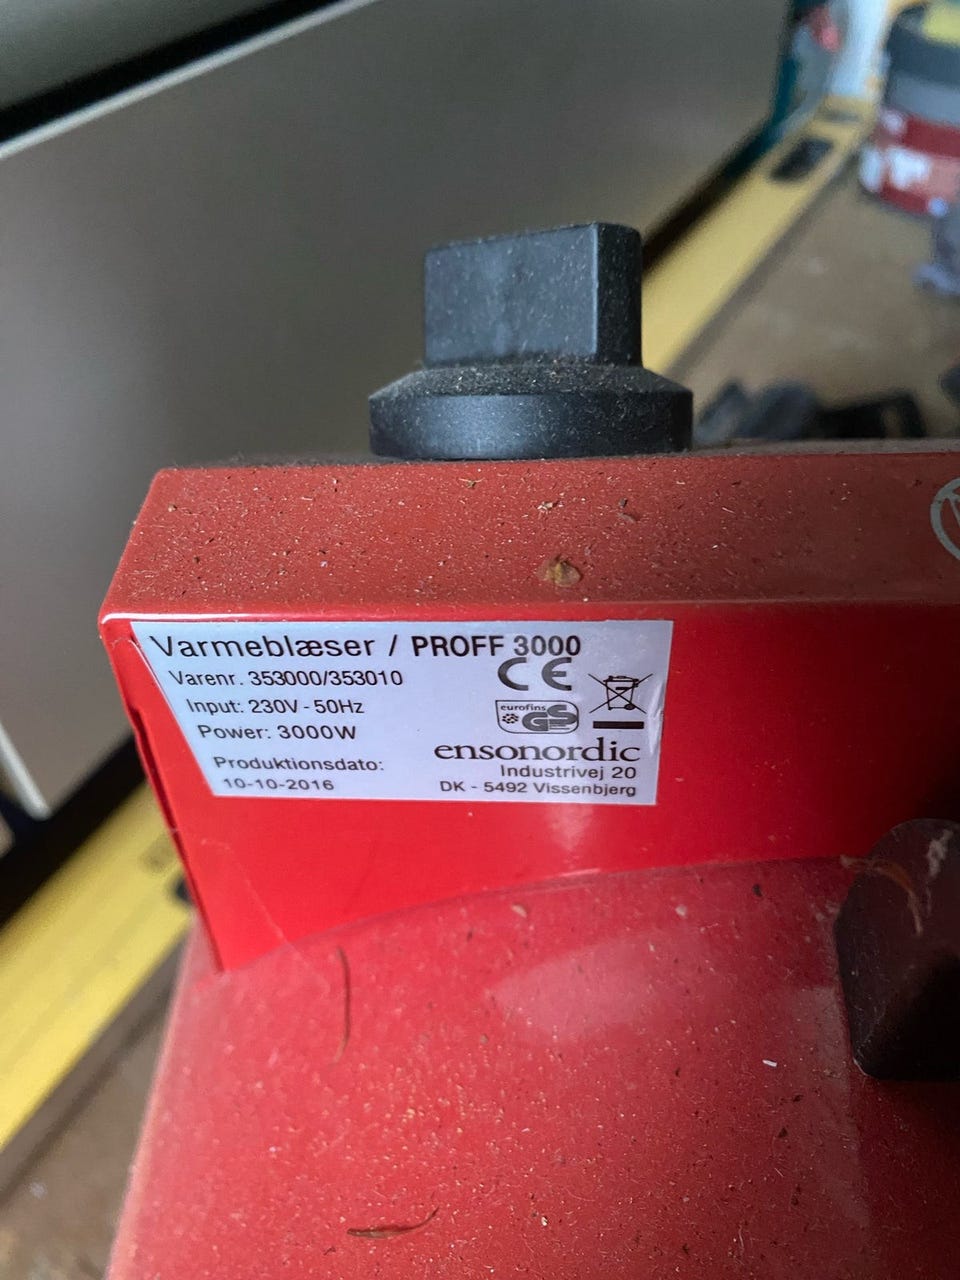 Varmeblæser / PROFF 3000
Varenr. 353000/353010
CE
Input: 230V - 50Hz
eurofins
GS
Power: 3000W
ensonordic
Produktionsdato:
Industrivej 20
10-10-2016
DK - 5492 Vissenbjerg